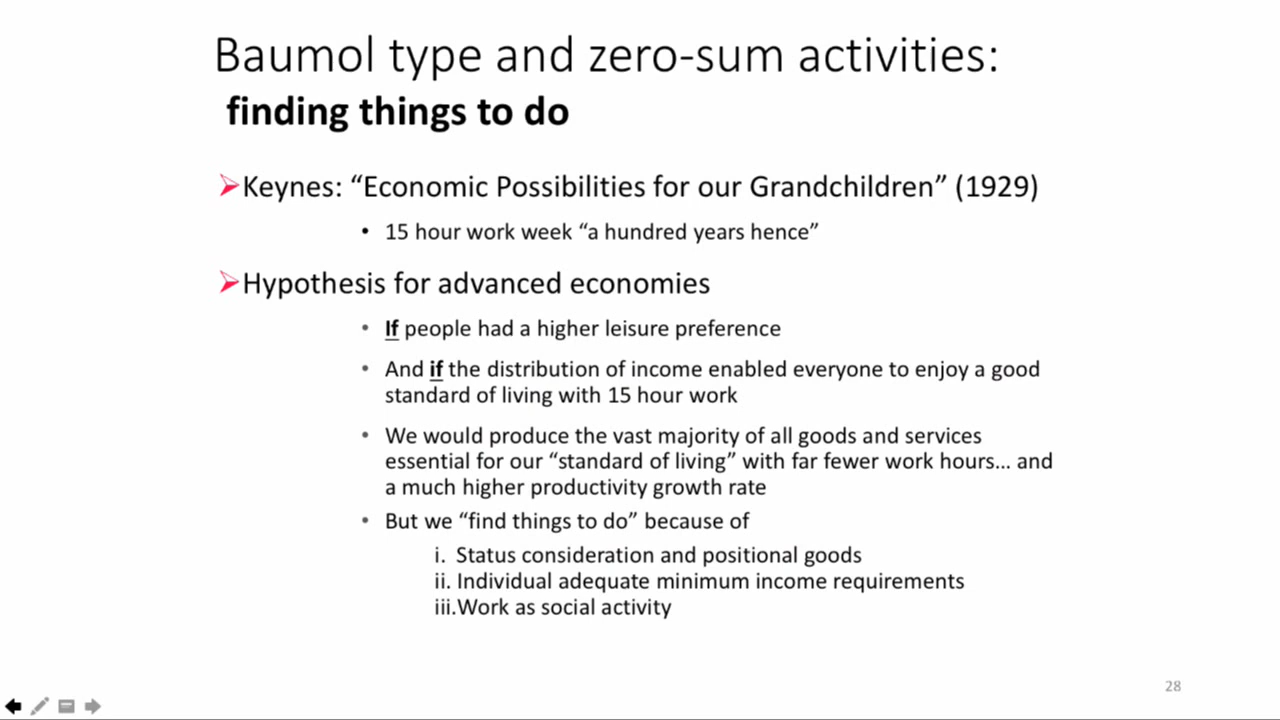 Baumol type and zero-sum activities:
finding things to do
Keynes: “Economic Possibilities for our Grandchildren” (1929)
• 15 hour work week “a hundred years hence”
Hypothesis for advanced economies
• If people had a higher leisure preference
• And if the distribution of income enabled everyone to enjoy a good
standard of living with 15 hour work
• We would produce the vast majority of all goods and services
essential for our “standard of living” with far fewer work hours… and
a much higher productivity growth rate
• But we “find things to do” because of
i. Status consideration and positional goods
ii. Individual adequate minimum income requirements
iii.Work as social activity
28